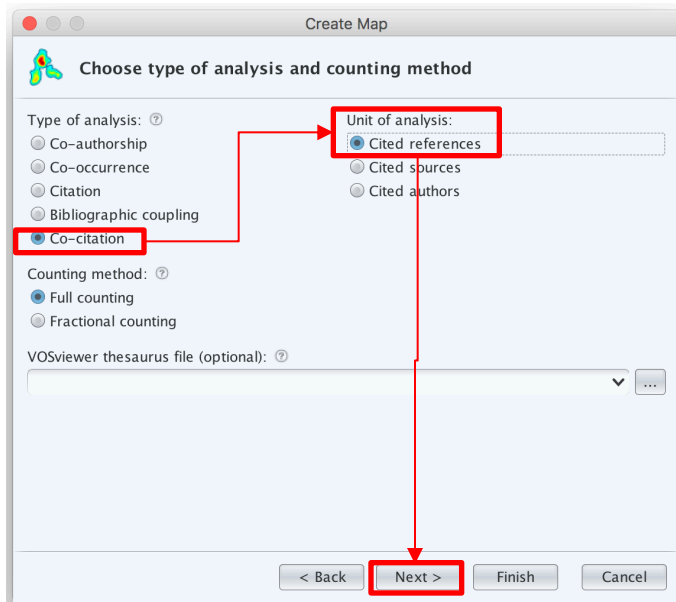 Create Map
Choose type of analysis and counting method
Type of analysis: ?
Co-authorship
Co-occurrence
Citation
Bibliographic coupling
Co-citation
Unit of analysis:
Cited references
Cited sources
Cited authors
Counting method: ?
Full counting
Fractional counting
VOSviewer thesaurus file (optional): ?
...
< Back Next > Finish Cancel